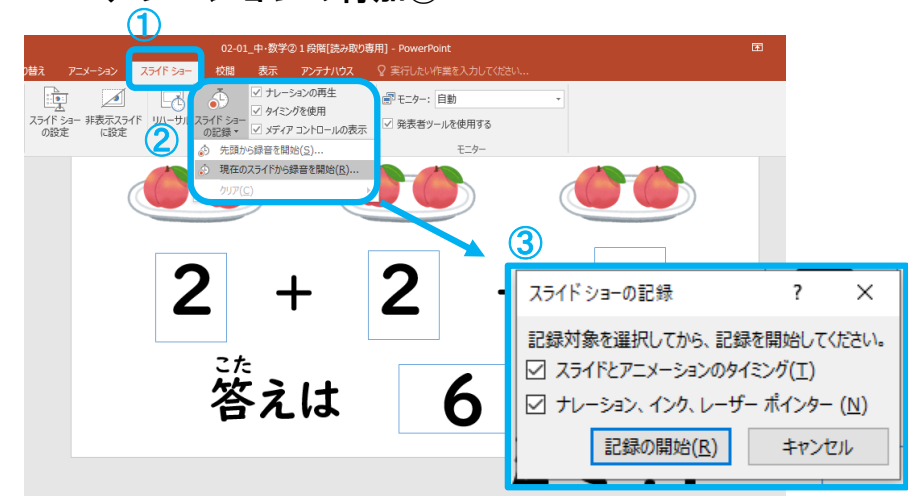 ①
02-01_中・数学② 1 段階[読み取り専用] - PowerPoint
アニメーション スライド ショー 校閲 表示 アンテナハウス 実行したい作業を入力してください...
スライド ショーの設定 非表示スライドに設定 リハーサル スライド ショーの記録
②
ナレーションの再生
タイミングを使用
メディア コントロールの表示
モニター: 自動
発表者ツールを使用する
モニター
先頭から録音を開始(S)...
現在のスライドから録音を開始(R)...
クリア(C)
2 + 2
こた
答えは 6
③
スライド ショーの記録 ? ×
記録対象を選択してから、記録を開始してください。
スライドとアニメーションのタイミング(T)
ナレーション、インク、レーザー ポインター (N)
記録の開始(R) キャンセル